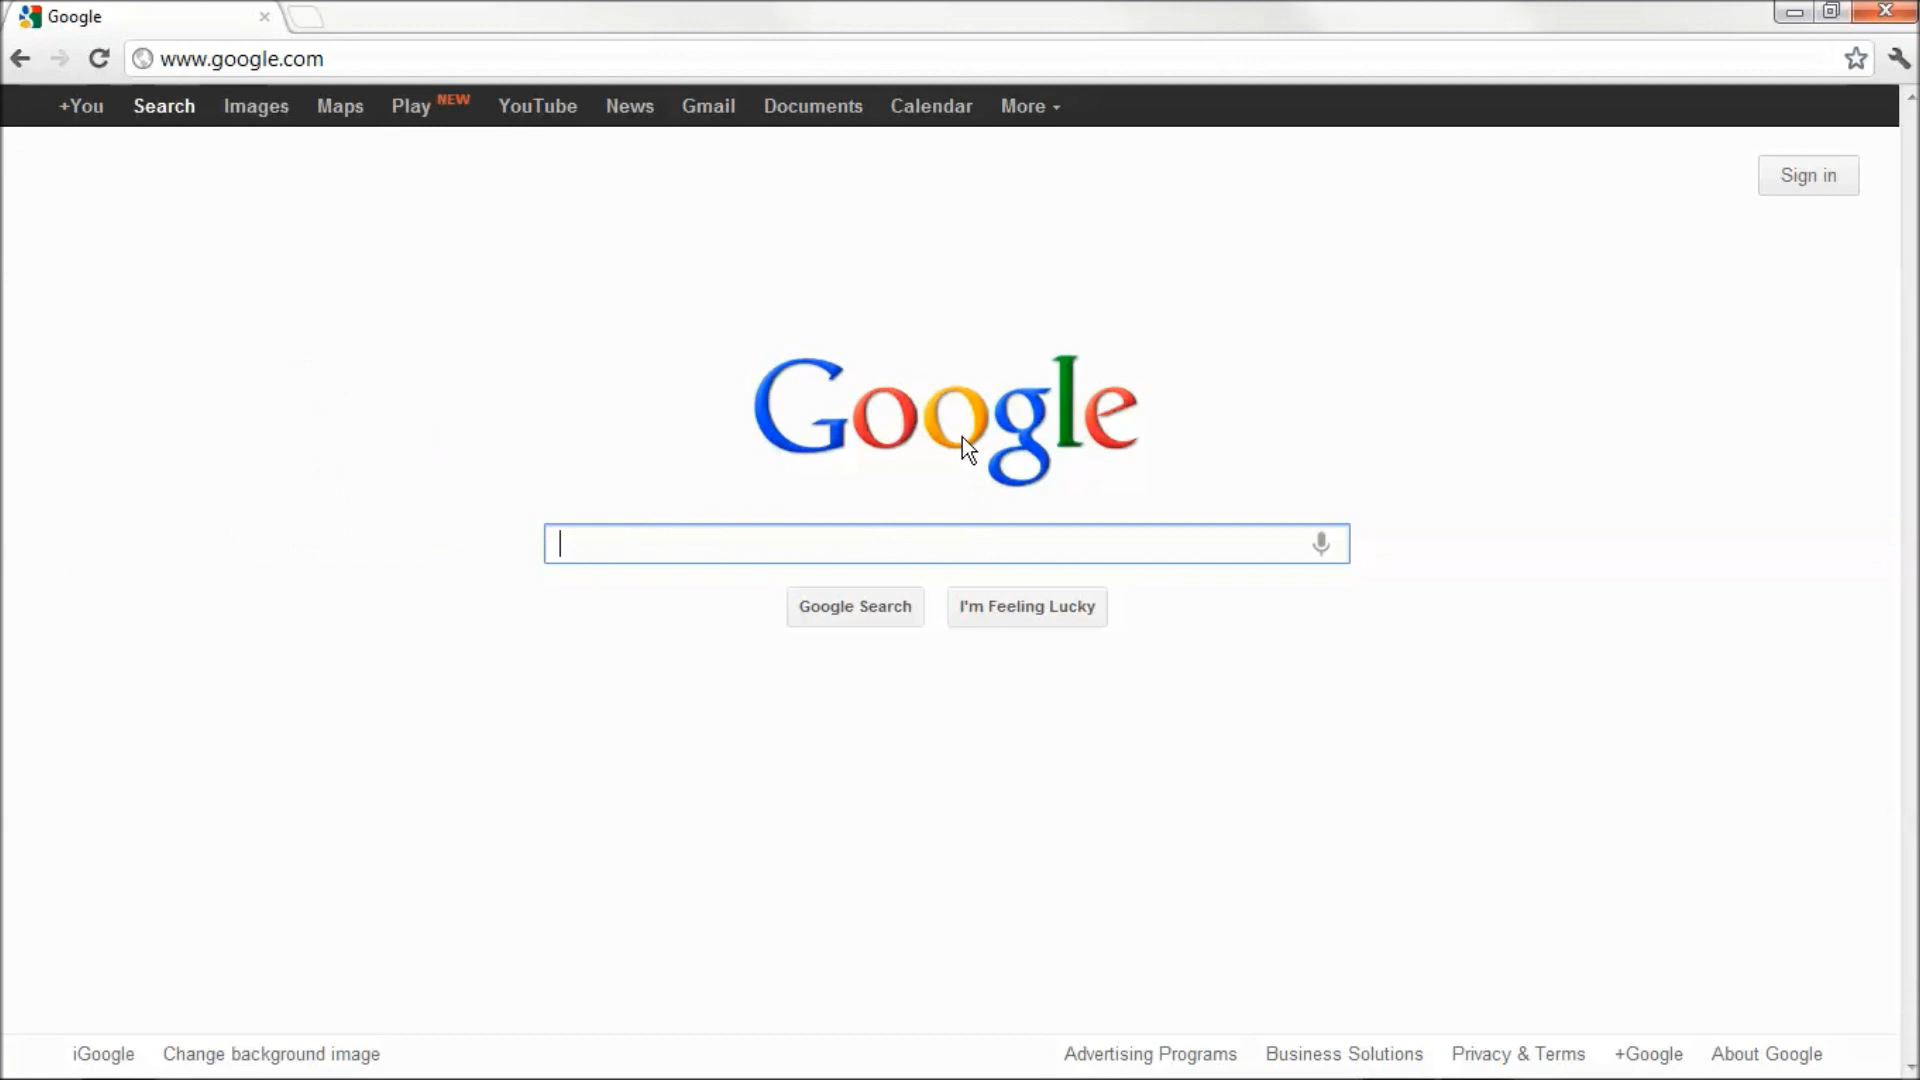 Google
www.google.com
+You Search Images Maps Play NEW YouTube News Gmail Documents Calendar More
Sign in
Google
Google Search I'm Feeling Lucky
iGoogle Change background image Advertising Programs Business Solutions Privacy & Terms +Google About Google